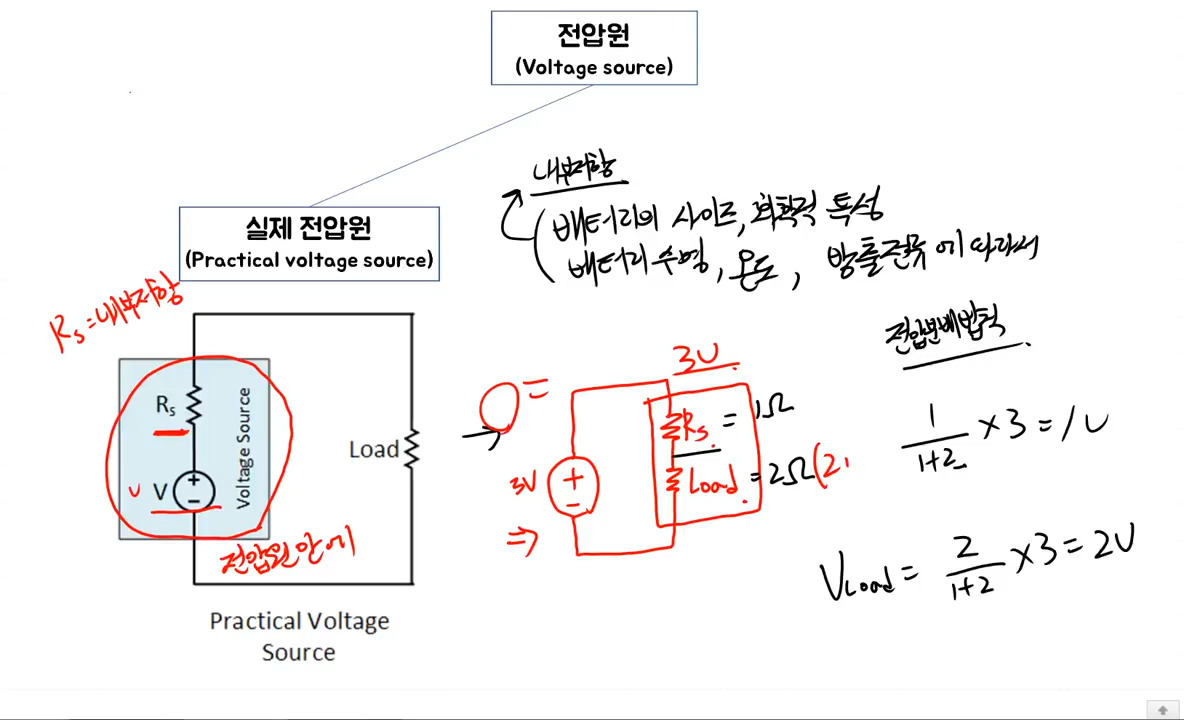 전압원
(Voltage source)
내부저항
배터리의 사이즈, 화학적 특성
배터리 수명, 온도, 방출전류에 따라서
실제 전압원
(Practical voltage source)
Rs = 내부저항
Rs
V
V
Voltage Source
Load
전압원 안에
Practical Voltage
Source
3V
3V
Rs = 1Ω
Load = 2Ω (2
전압분배법칙
1/(1+2) × 3 = 1V
VLoad = 2/(1+2) × 3 = 2V